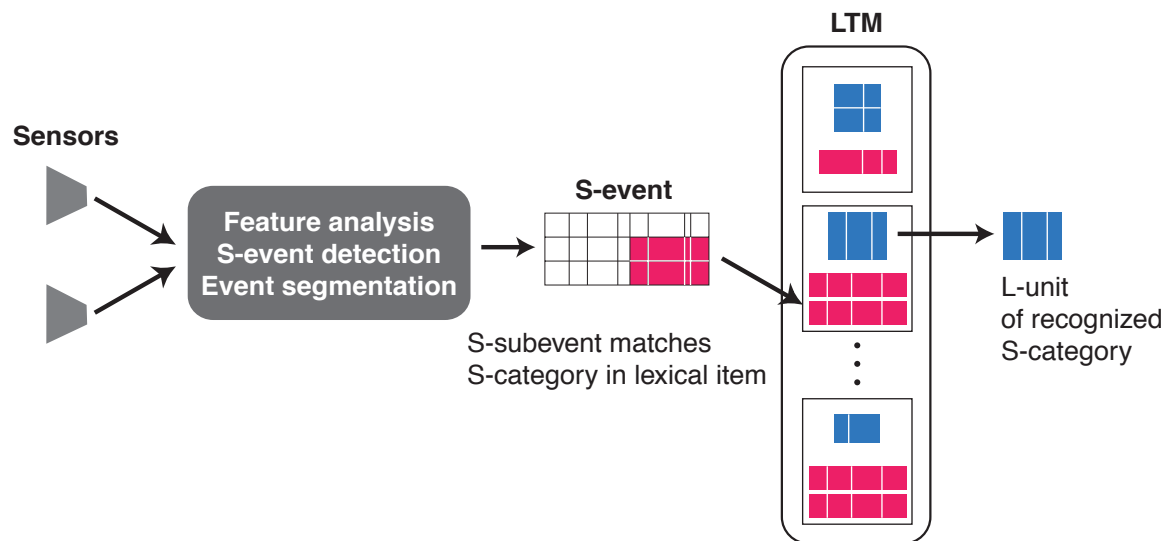 LTM
Sensors
Feature analysis
S-event detection
Event segmentation
S-event
S-subevent matches
S-category in lexical item
L-unit
of recognized
S-category